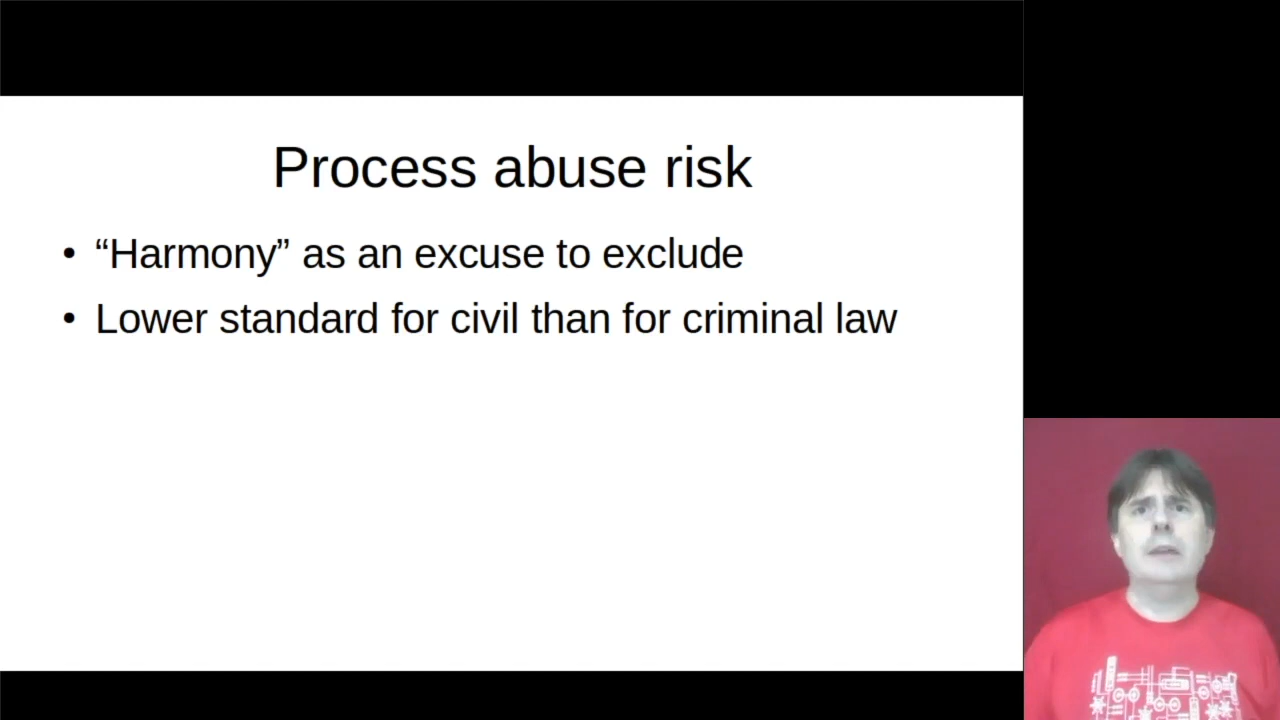 Process abuse risk
• “Harmony” as an excuse to exclude
• Lower standard for civil than for criminal law